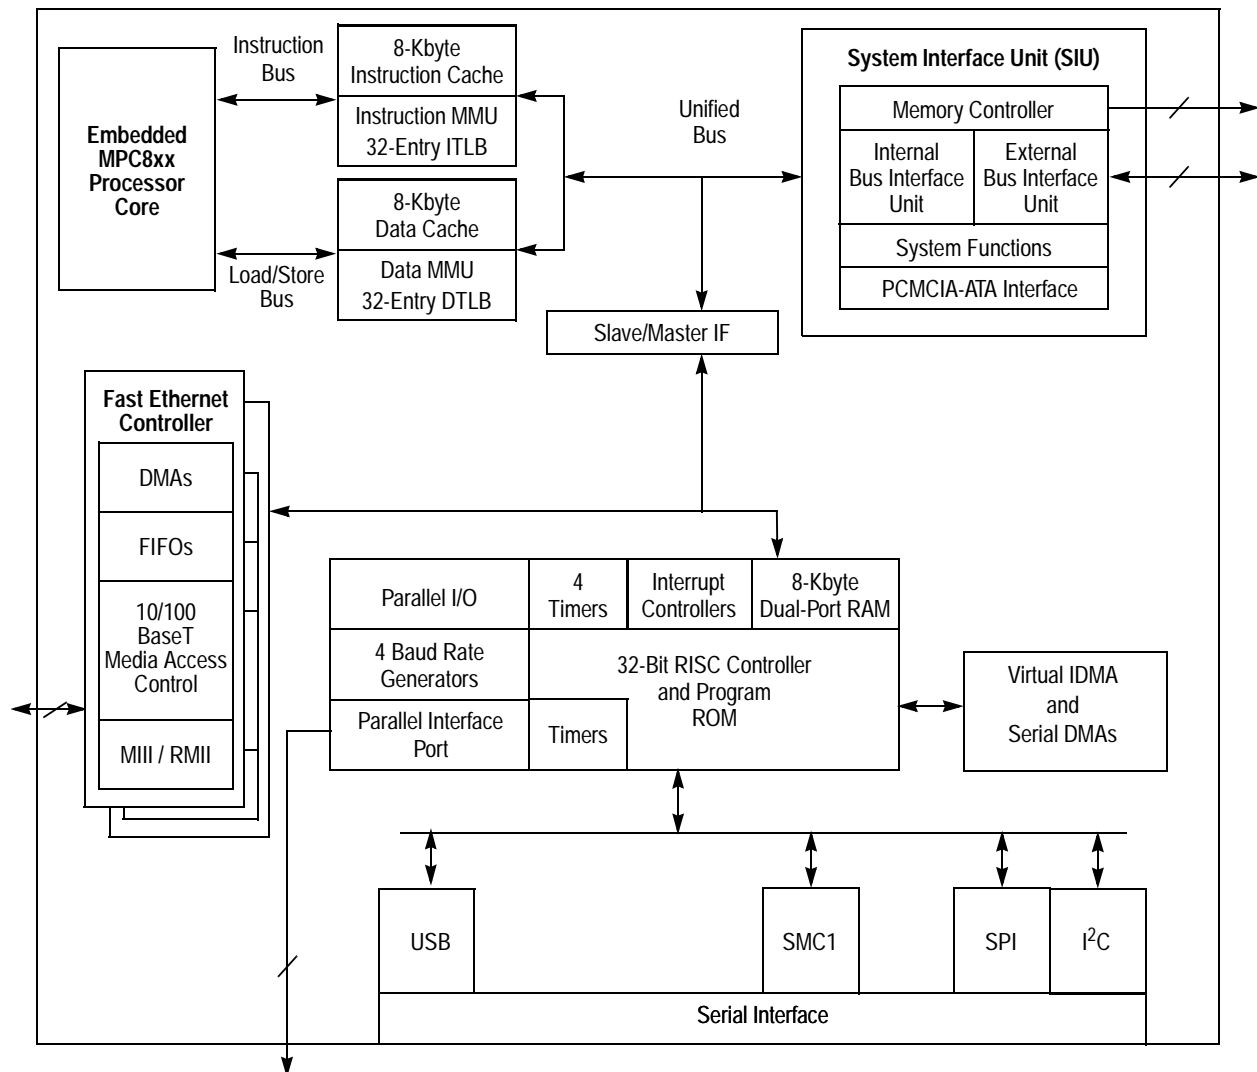 Instruction
Bus
8-Kbyte
Instruction Cache
Instruction MMU
32-Entry ITLB
Embedded
MPC8xx
Processor
Core
8-Kbyte
Data Cache
Data MMU
32-Entry DTLB
Load/Store
Bus
Unified
Bus
System Interface Unit (SIU)
Memory Controller
Internal
Bus Interface
Unit
External
Bus Interface
Unit
System Functions
PCMCIA-ATA Interface
Slave/Master IF
Fast Ethernet
Controller
DMAs
FIFOs
10/100
BaseT
Media Access
Control
MIII / RMII
Parallel I/O
4
Timers
Interrupt
Controllers
8-Kbyte
Dual-Port RAM
4 Baud Rate
Generators
32-Bit RISC Controller
and Program
ROM
Parallel Interface
Port
Timers
Virtual IDMA
and
Serial DMAs
USB
SMC1
SPI
I²C
Serial Interface